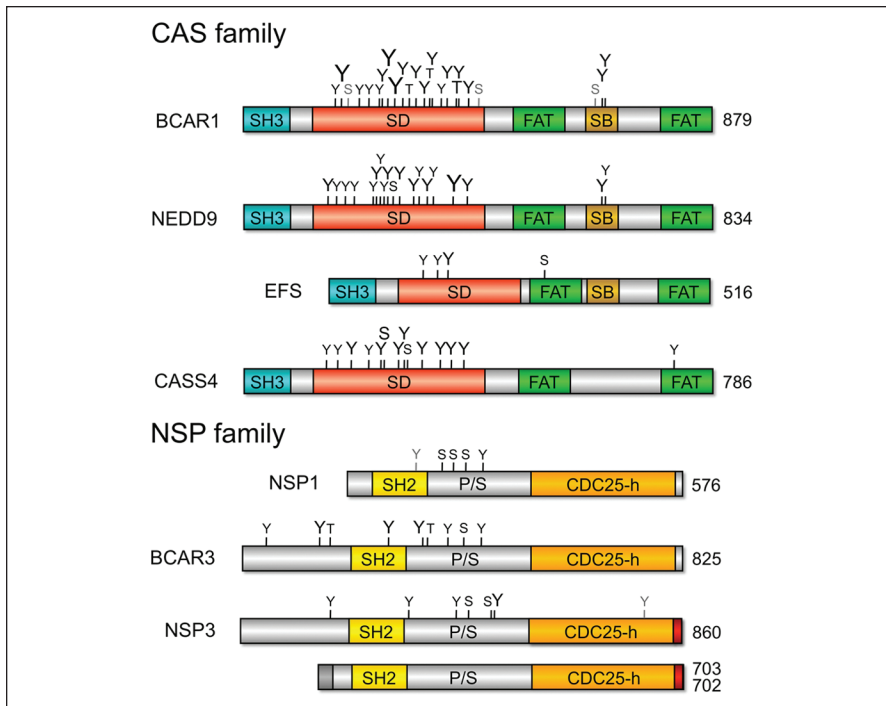 CAS family
Y Y Y
Y Y Y Y T Y Y Y
Y S Y Y Y Y T Y Y T Y S S
BCAR1 SH3 SD FAT SB FAT 879
Y Y
Y Y Y Y Y
Y Y Y Y Y Y S Y Y Y Y Y
NEDD9 SH3 SD FAT SB FAT 834
Y Y Y S
EFS SH3 SD FAT SB FAT 516
S Y
Y Y Y Y Y Y S Y Y Y Y Y
CASS4 SH3 SD FAT FAT 786
NSP family
Y S S S Y
NSP1 SH2 P/S CDC25-h 576
Y Y T Y Y T Y S Y
BCAR3 SH2 P/S CDC25-h 825
Y Y Y S S Y Y
NSP3 SH2 P/S CDC25-h 860
SH2 P/S CDC25-h 703
702